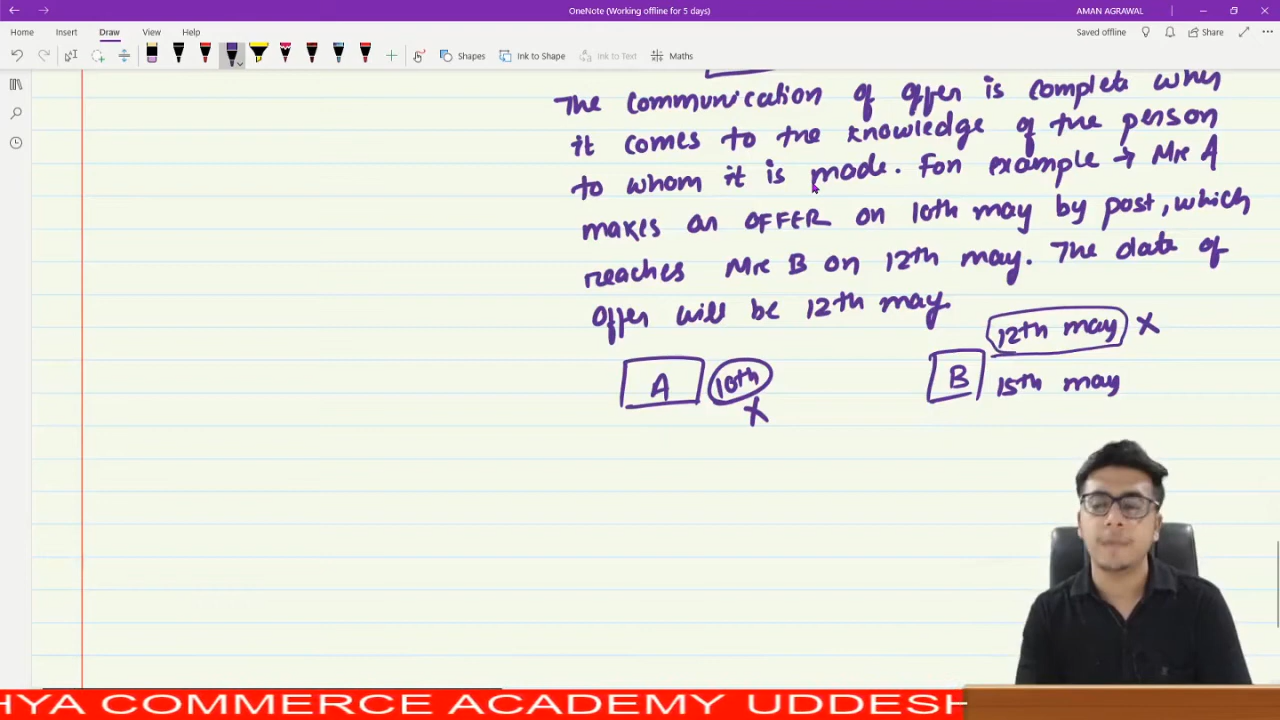 OneNote (Working offline for 5 days)
AMAN AGRAWAL
Home Insert Draw View Help
Saved offline
Share
Shapes
Ink to Shape
Ink to Text
Maths
The communication of offer is complete when
it comes to the knowledge of the person
to whom it is made. For example → Mr A
makes an OFFER on 10th may by post, which
reaches Mr B on 12th may. The date of
offer will be 12th may.
12th may X
A 10th
B 15th may
X
HYA COMMERCE ACADEMY UDDESH